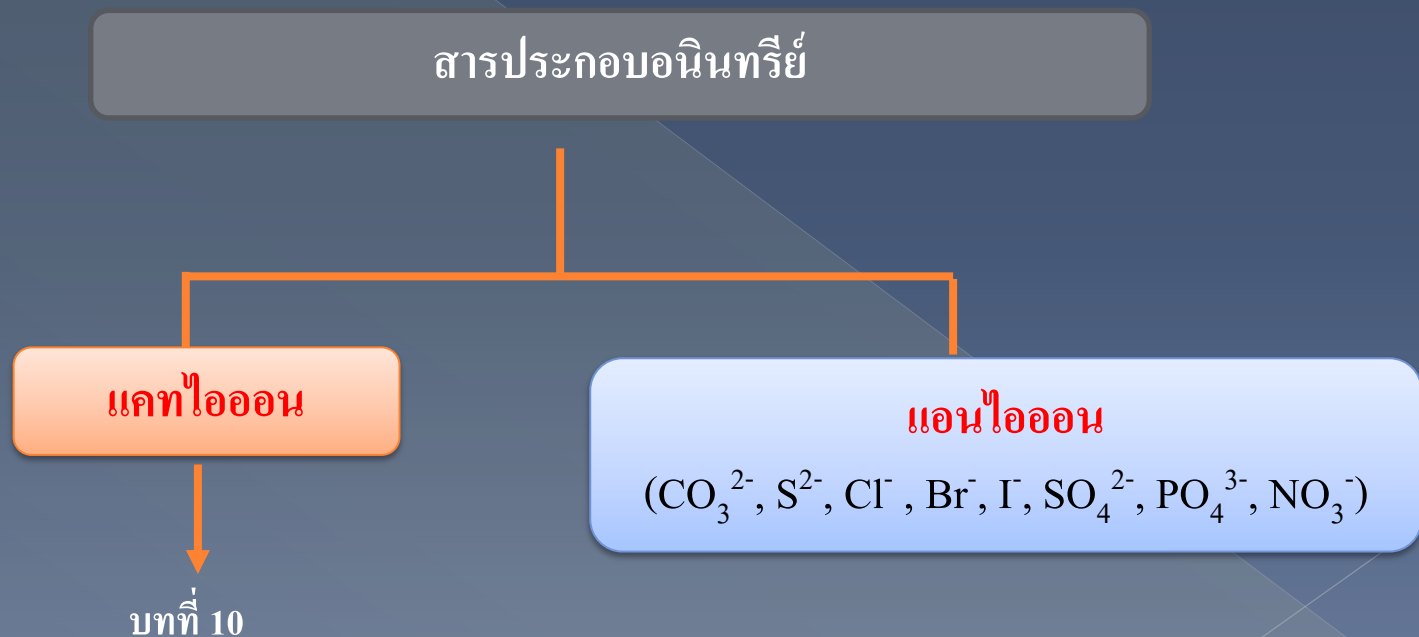 สารประกอบอนินทรีย์
แคทไอออน
แอนไอออน
(CO₃²⁻, S²⁻, Cl⁻ , Br⁻, I⁻, SO₄²⁻, PO₄³⁻, NO₃⁻)
บทที่ 10